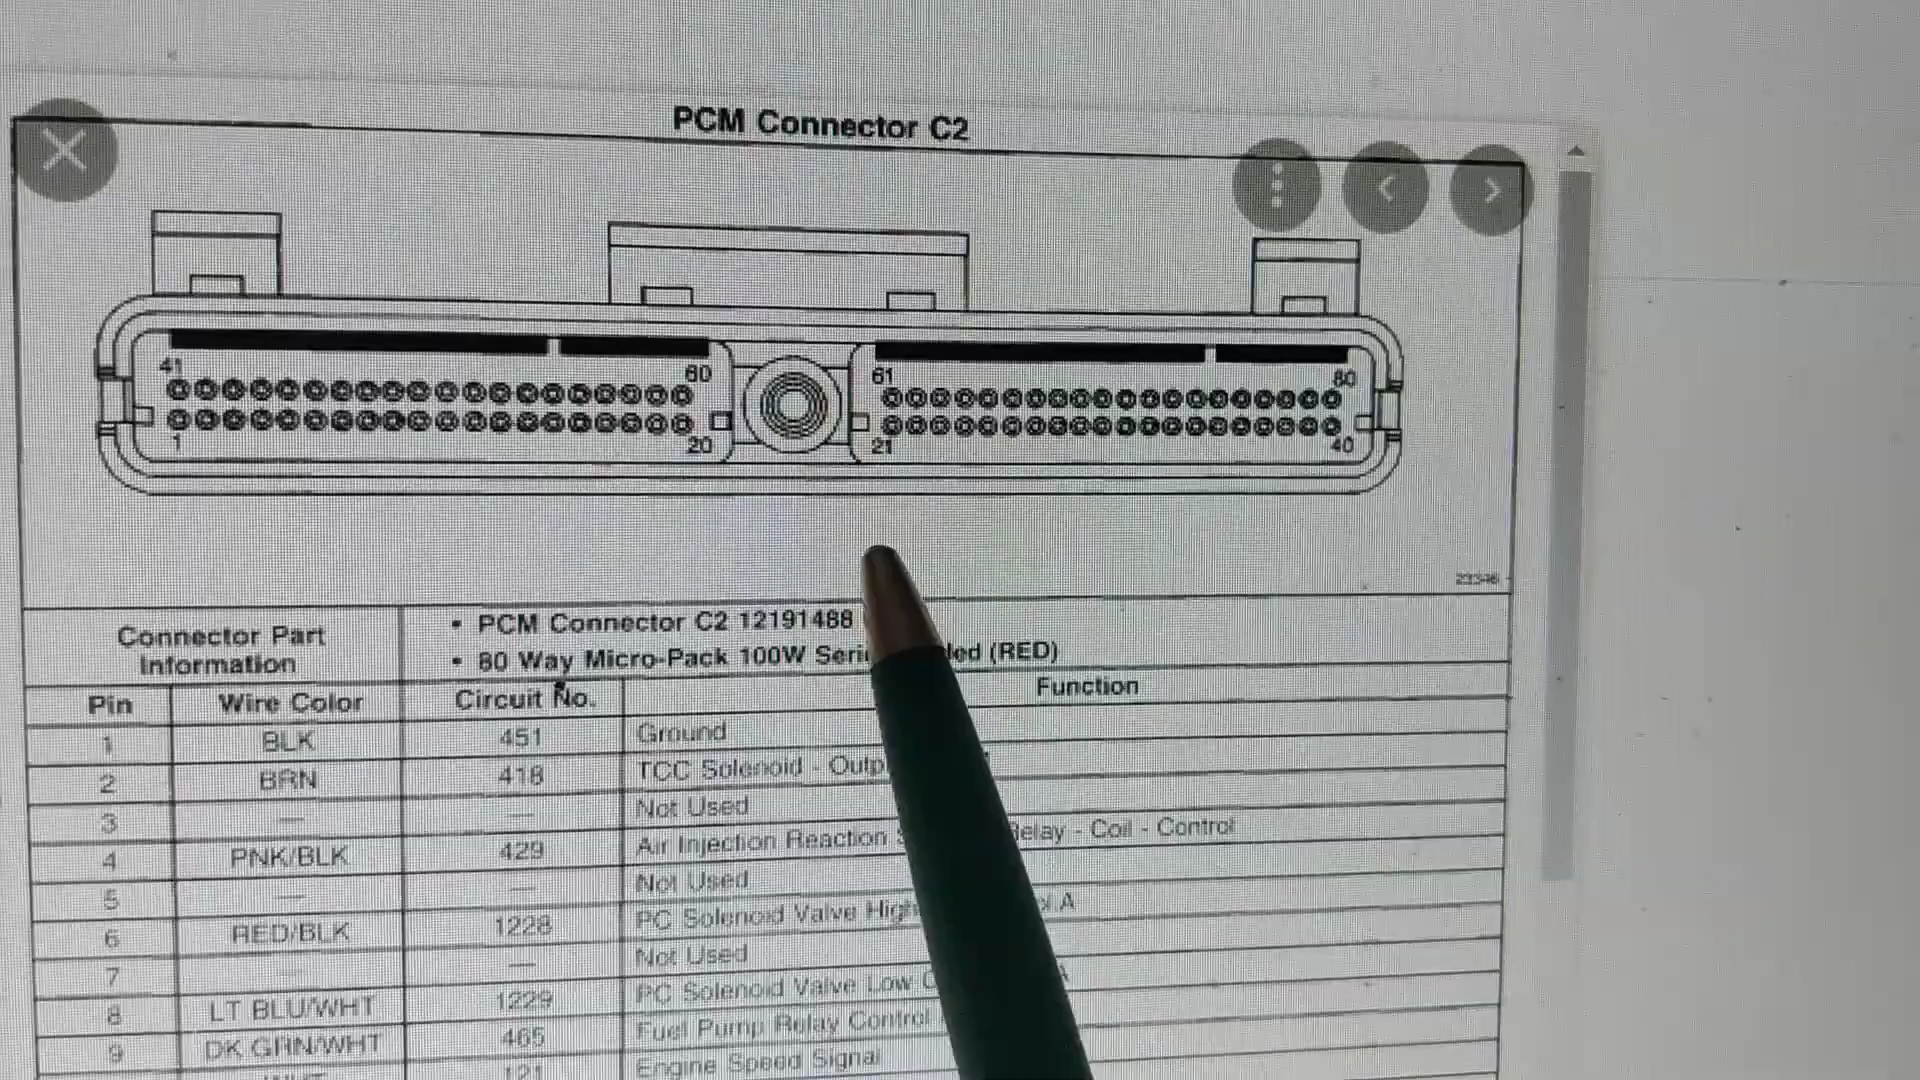 PCM Connector C2
41 60 61 80
1 20 21 40
Connector Part Information
• PCM Connector C2 12191488
• 80 Way Micro-Pack 100W (RED)
Pin Wire Color Circuit No. Function
1 BLK 451 Ground
2 BRN 418 TCC Solenoid -
3 — — Not Used
4 PNK/BLK 429 Air Injection Reaction Relay - Coil - Control
5 — — Not Used
6 RED/BLK 1228 PC Solenoid Valve High A
7 — — Not Used
8 LT BLU/WHT 1229 PC Solenoid Valve Low
9 DK GRN/WHT 465 Fuel Pump Relay Control
WHT 121 Engine Speed Signal